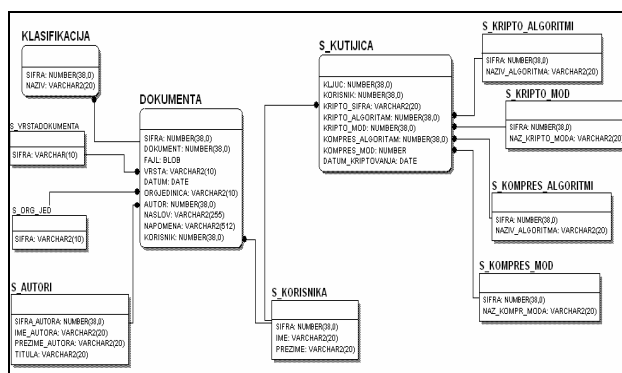 KLASIFIKACIJA
SIFRA: NUMBER(38,0)
NAZIV: VARCHAR2(20)
S_VRSTADOKUMENTA
SIFRA: VARCHAR(10)
S_ORG_JED
SIFRA: VARCHAR2(10)
S_AUTORI
SIFRA_AUTORA: NUMBER(38,0)
IME_AUTORA: VARCHAR2(20)
PREZIME_AUTORA: VARCHAR2(20)
TITULA: VARCHAR2(20)
DOKUMENTA
SIFRA: NUMBER(38,0)
DOKUMENT: NUMBER(38,0)
FAJL: BLOB
VRSTA: VARCHAR2(10)
DATUM: DATE
ORGJEDINICA: VARCHAR2(10)
AUTOR: NUMBER(38,0)
NASLOV: VARCHAR2(255)
NAPOMENA: VARCHAR2(512)
KORISNIK: NUMBER(38,0)
S_KUTIJICA
KLJUC: NUMBER(38,0)
KORISNIK: NUMBER(38,0)
KRIPTO_SIFRA: VARCHAR2(20)
KRIPTO_ALGORITAM: NUMBER(38,0)
KRIPTO_MOD: NUMBER(38,0)
KOMPRES_ALGORITAM: NUMBER(38,0)
KOMPRES_MOD: NUMBER
DATUM_KRIPTOVANJA: DATE
S_KORISNIKA
SIFRA: NUMBER(38,0)
IME: VARCHAR2(20)
PREZIME: VARCHAR2(20)
S_KRIPTO_ALGORITMI
SIFRA: NUMBER(38,0)
NAZIV_ALGORITMA: VARCHAR2(20)
S_KRIPTO_MOD
SIFRA: NUMBER(38,0)
NAZ_KRIPTO_MODA: VARCHAR2(20)
S_KOMPRES_ALGORITMI
SIFRA: NUMBER(38,0)
NAZIV_ALGORITMA: VARCHAR2(20)
S_KOMPRES_MOD
SIFRA: NUMBER(38,0)
NAZ_KOMPR_MODA: VARCHAR2(20)